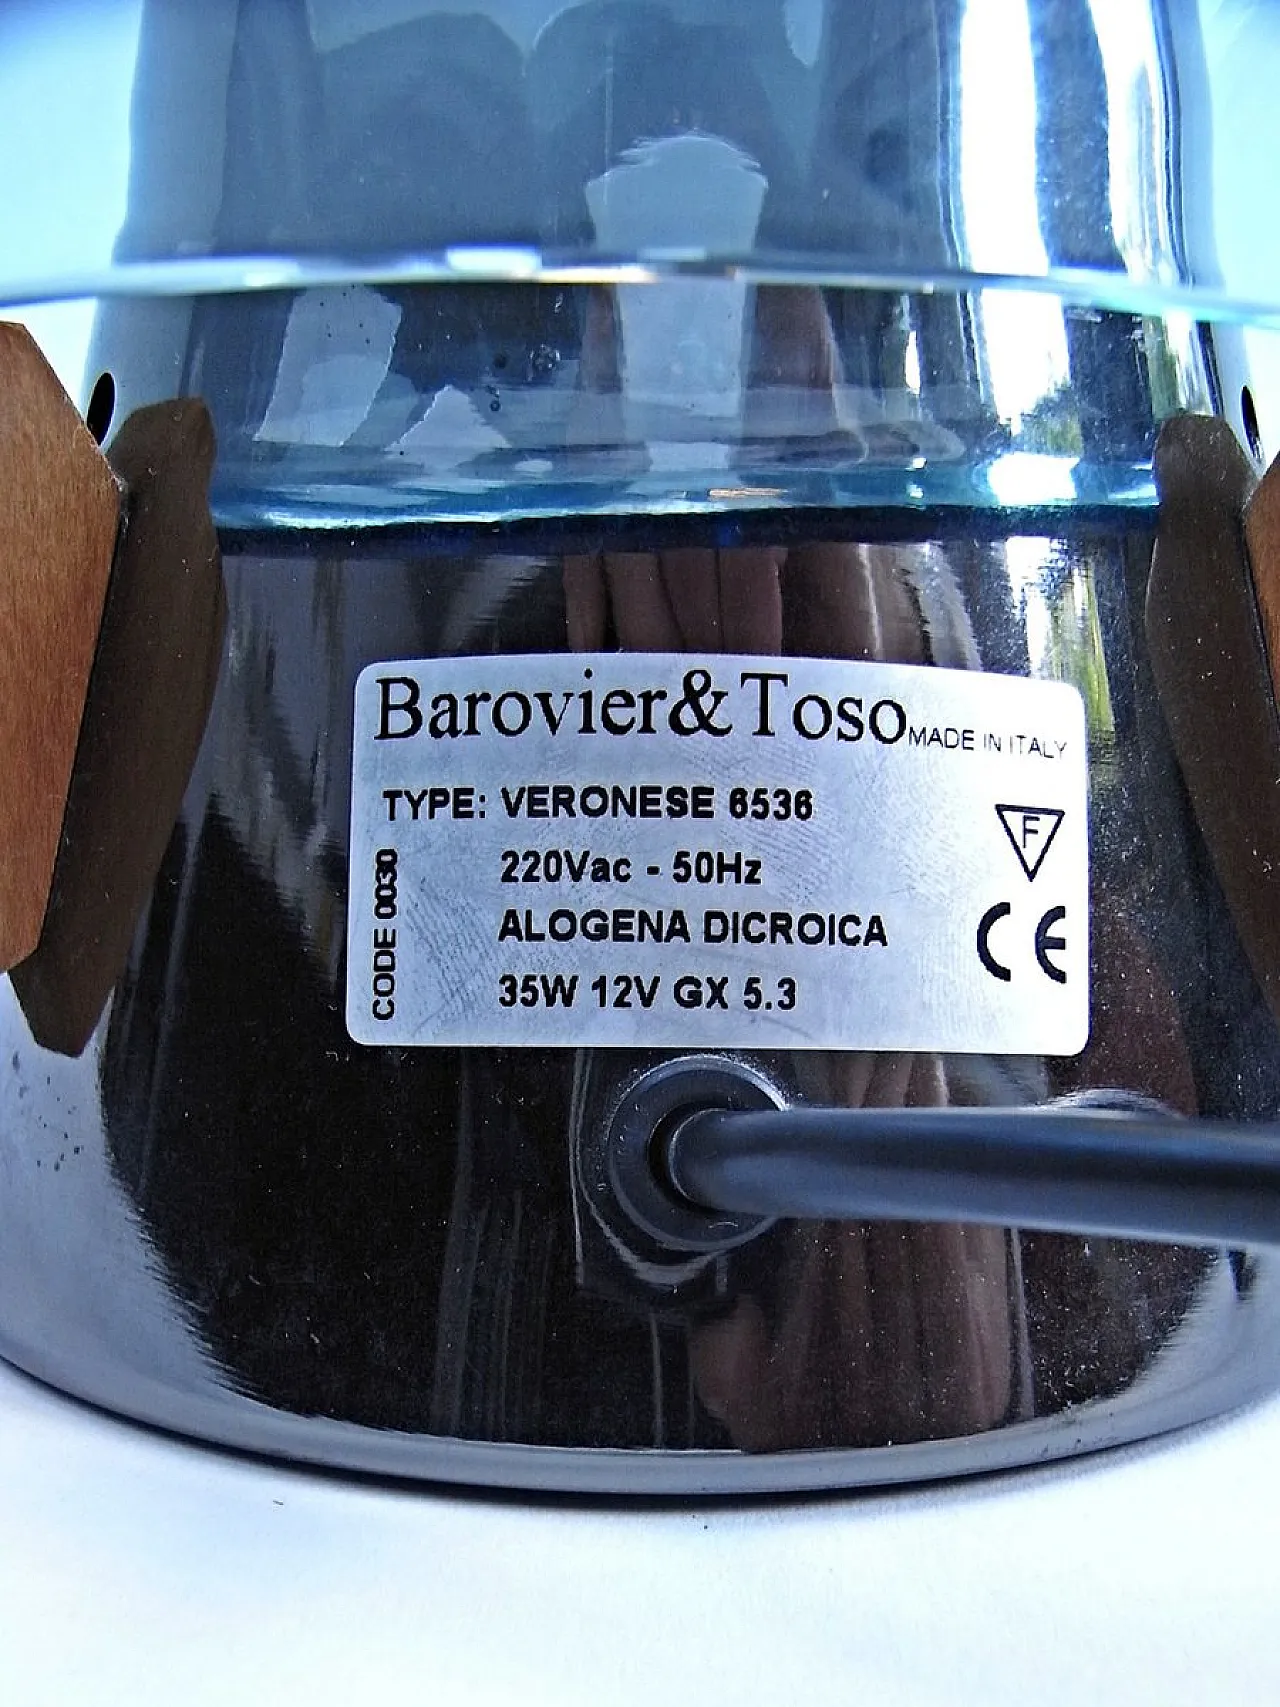 Barovier&Toso MADE IN ITALY
TYPE: VERONESE 6536
220Vac - 50Hz
ALOGENA DICROICA
35W 12V GX 5.3
CODE 0030
F
CE